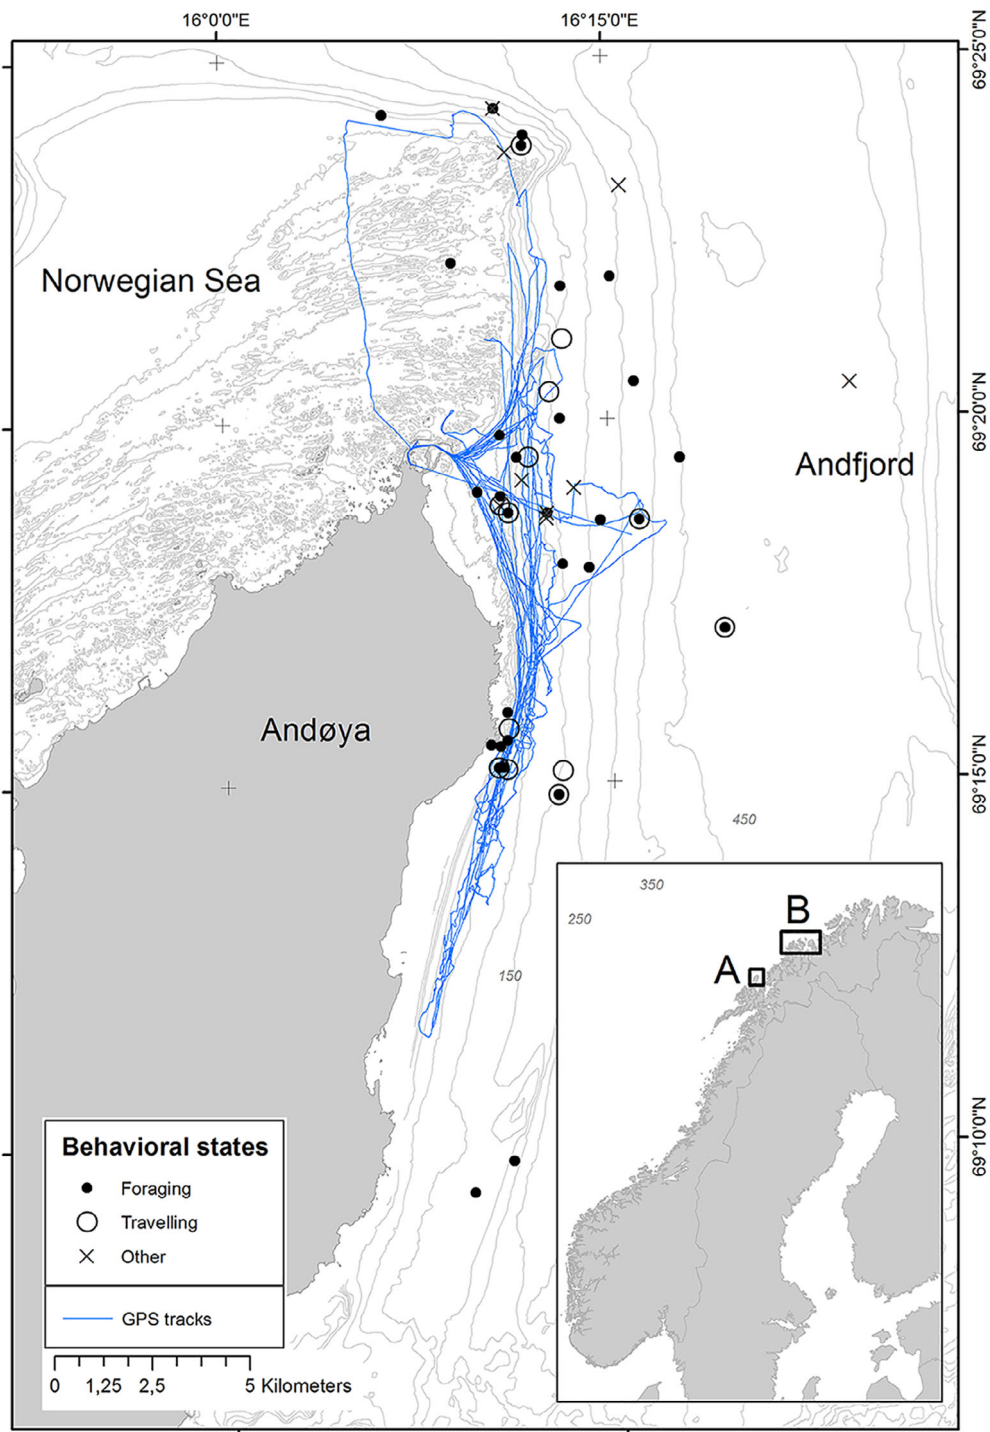 16°0'0"E
16°15'0"E
69°25'0"N
Norwegian Sea
69°20'0"N
Andfjord
Andøya
69°15'0"N
450
350
250
B
A
150
69°10'0"N
Behavioral states
Foraging
Travelling
Other
GPS tracks
0 1,25 2,5 5 Kilometers